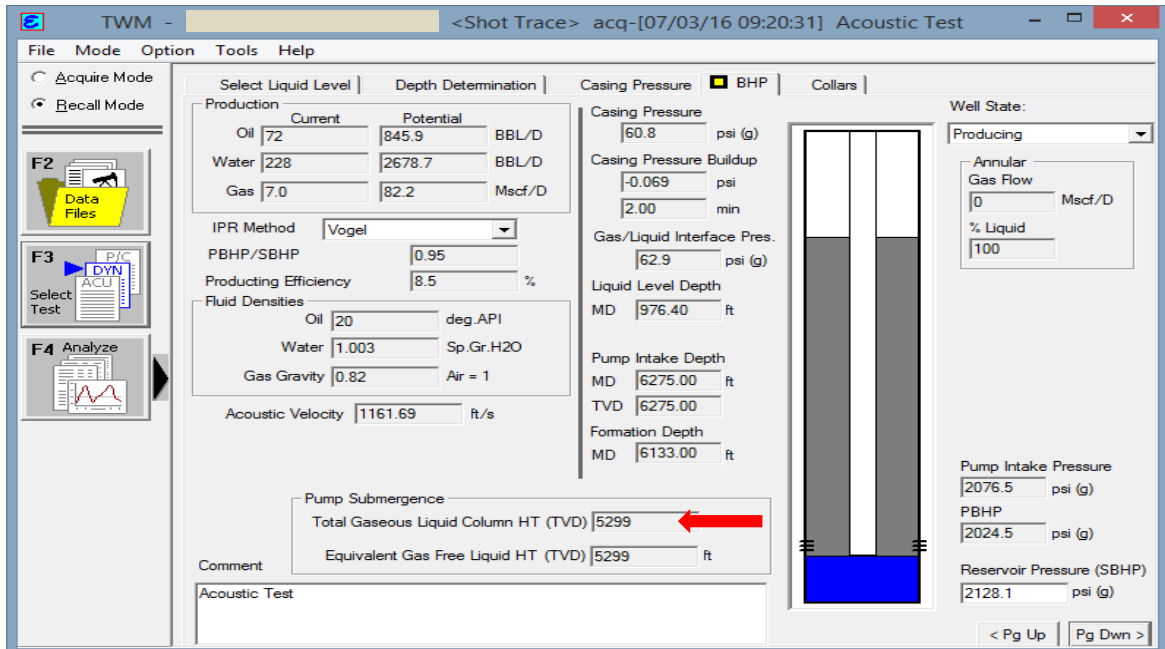 TWM - <Shot Trace> acq-[07/03/16 09:20:31] Acoustic Test
File Mode Option Tools Help
Acquire Mode
Recall Mode
F2
Data
Files
F3
P/C
DYN
ACU
Select
Test
F4 Analyze
Select Liquid Level
Depth Determination
Casing Pressure
BHP
Collars
Production
Current Potential
Oil 72 845.9 BBL/D
Water 228 2678.7 BBL/D
Gas 7.0 82.2 Mscf/D
IPR Method Vogel
PBHP/SBHP 0.95
Producting Efficiency 8.5 %
Fluid Densities
Oil 20 deg.API
Water 1.003 Sp.Gr.H2O
Gas Gravity 0.82 Air = 1
Acoustic Velocity 1161.69 ft/s
Casing Pressure
60.8 psi (g)
Casing Pressure Buildup
-0.069 psi
2.00 min
Gas/Liquid Interface Pres.
62.9 psi (g)
Liquid Level Depth
MD 976.40 ft
Pump Intake Depth
MD 6275.00 ft
TVD 6275.00
Formation Depth
MD 6133.00 ft
Pump Submergence
Total Gaseous Liquid Column HT (TVD) 5299
Equivalent Gas Free Liquid HT (TVD) 5299 ft
Comment
Acoustic Test
Well State:
Producing
Annular
Gas Flow
0 Mscf/D
% Liquid
100
Pump Intake Pressure
2076.5 psi (g)
PBHP
2024.5 psi (g)
Reservoir Pressure (SBHP)
2128.1 psi (g)
< Pg Up
Pg Dwn >